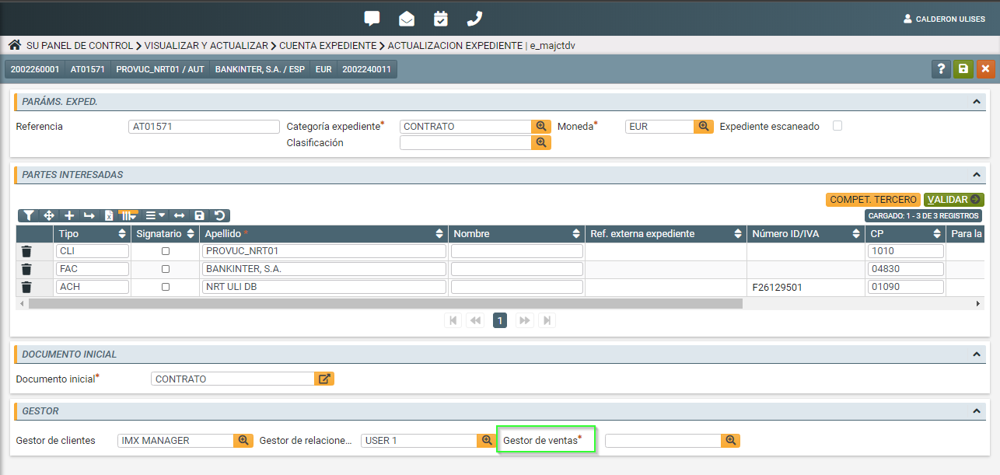 CALDERON ULISES
SU PANEL DE CONTROL > VISUALIZAR Y ACTUALIZAR > CUENTA EXPEDIENTE > ACTUALIZACION EXPEDIENTE | e_majctdv
2002260001 AT01571 PROVUC_NRT01 / AUT BANKINTER, S.A. / ESP EUR 2002240011 ?
PARÁMS. EXPED.
Referencia AT01571 Categoría expediente* CONTRATO Moneda* EUR Expediente escaneado
Clasificación
PARTES INTERESADAS
COMPET. TERCERO VALIDAR
CARGADO: 1 - 3 DE 3 REGISTROS
Tipo Signatario Apellido * Nombre Ref. externa expediente Número ID/IVA CP Para la
CLI PROVUC_NRT01 1010
FAC BANKINTER, S.A. 04830
ACH NRT ULI DB F26129501 01090
1
DOCUMENTO INICIAL
Documento inicial* CONTRATO
GESTOR
Gestor de clientes IMX MANAGER Gestor de relacione... USER 1 Gestor de ventas*